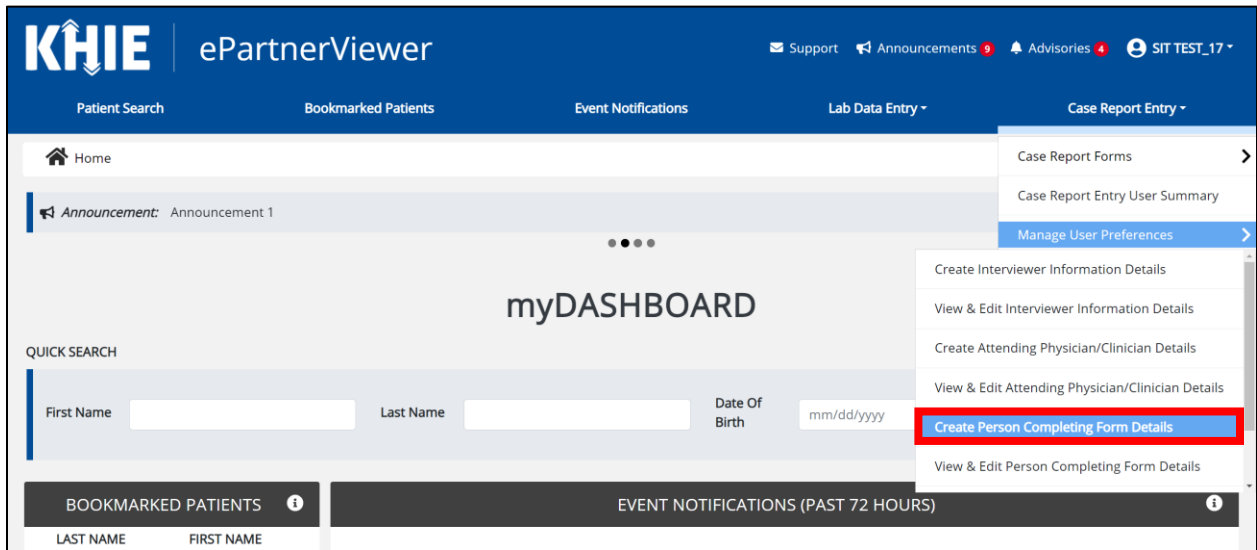 KHIE ePartnerViewer
Support Announcements 9 Advisories 4 SIT TEST_17
Patient Search Bookmarked Patients Event Notifications Lab Data Entry Case Report Entry
Home
Case Report Forms
Case Report Entry User Summary
Announcement: Announcement 1
Manage User Preferences
Create Interviewer Information Details
View & Edit Interviewer Information Details
Create Attending Physician/Clinician Details
View & Edit Attending Physician/Clinician Details
Create Person Completing Form Details
View & Edit Person Completing Form Details
myDASHBOARD
QUICK SEARCH
First Name Last Name Date Of Birth mm/dd/yyyy
BOOKMARKED PATIENTS EVENT NOTIFICATIONS (PAST 72 HOURS)
LAST NAME FIRST NAME